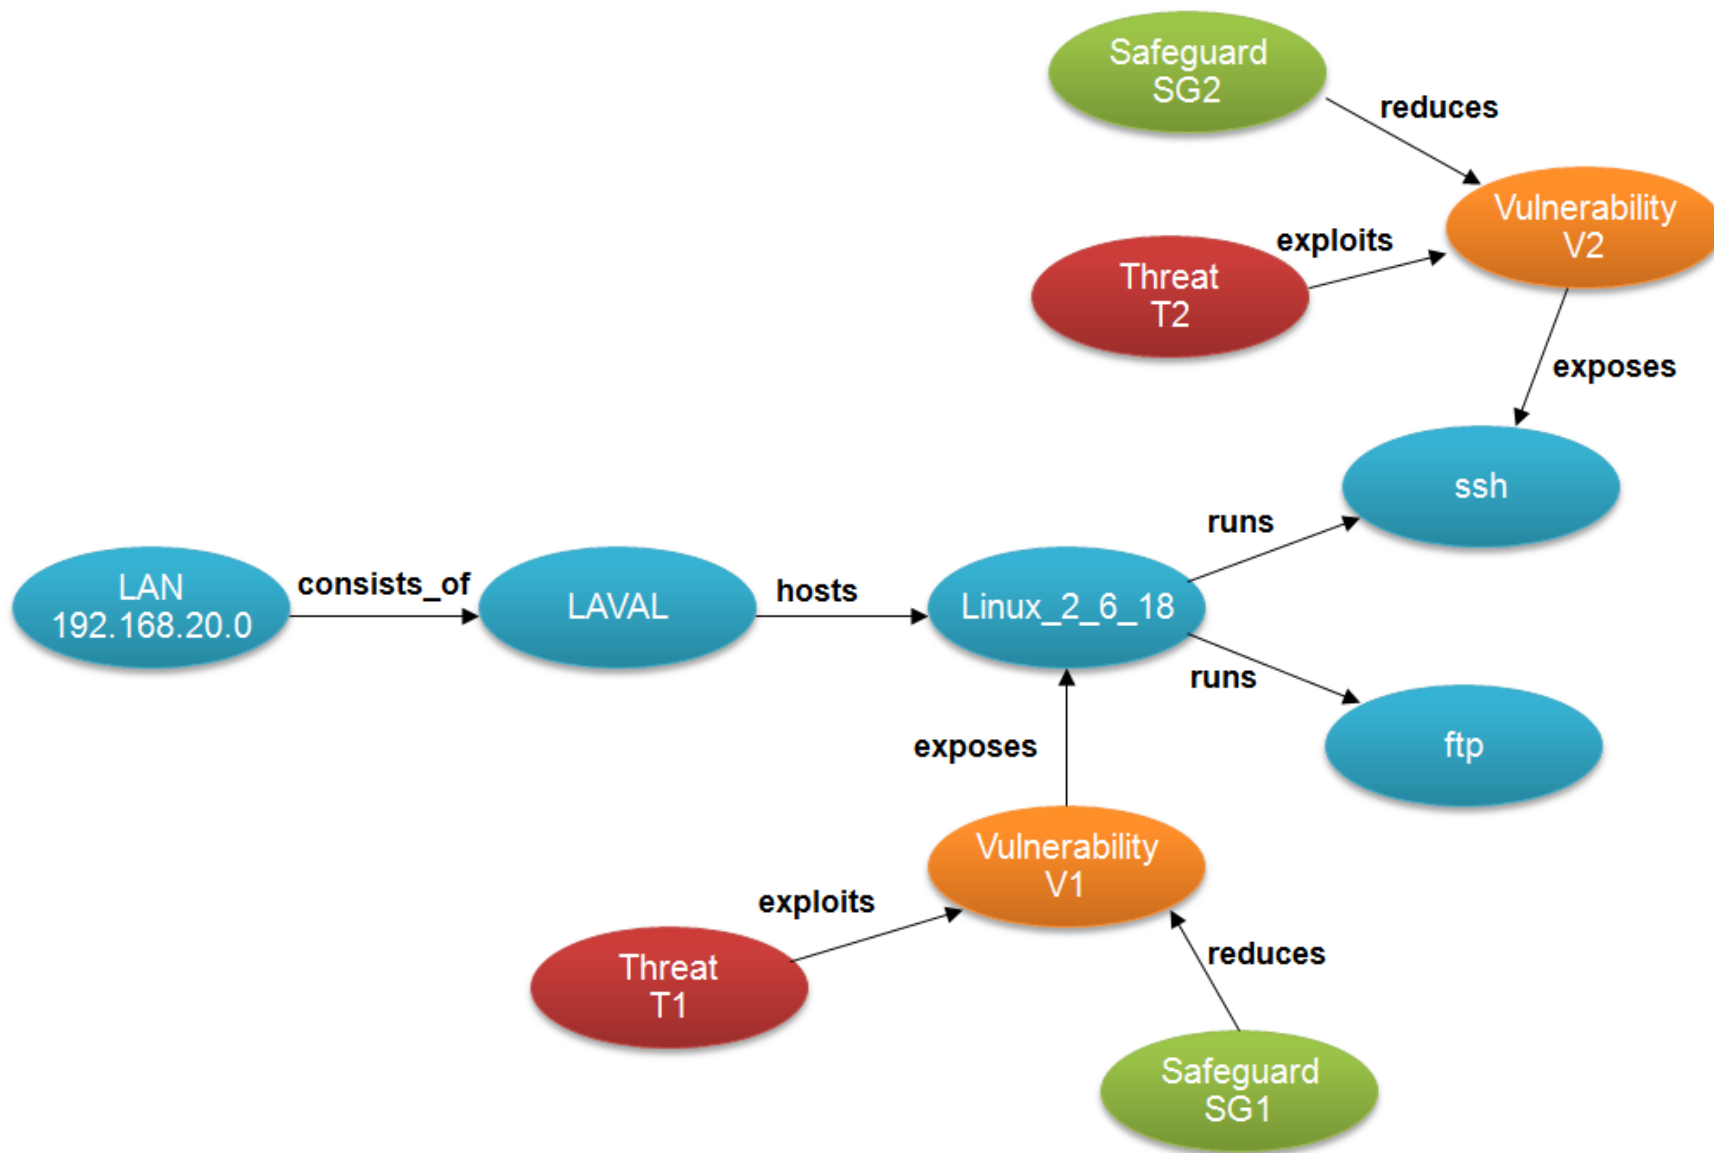 Safeguard
SG2
reduces
Vulnerability
V2
exploits
Threat
T2
exposes
ssh
runs
LAN
192.168.20.0
consists_of
LAVAL
hosts
Linux_2_6_18
runs
ftp
exposes
Vulnerability
V1
exploits
Threat
T1
reduces
Safeguard
SG1